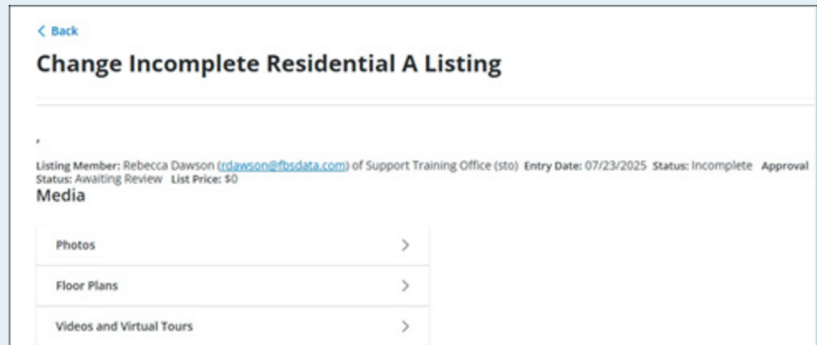 Back
Change Incomplete Residential A Listing
,
Listing Member: Rebecca Dawson (rdawson@fbsdata.com) of Support Training Office (sto) Entry Date: 07/23/2025 Status: Incomplete Approval
Status: Awaiting Review List Price: $0
Media
Photos
Floor Plans
Videos and Virtual Tours